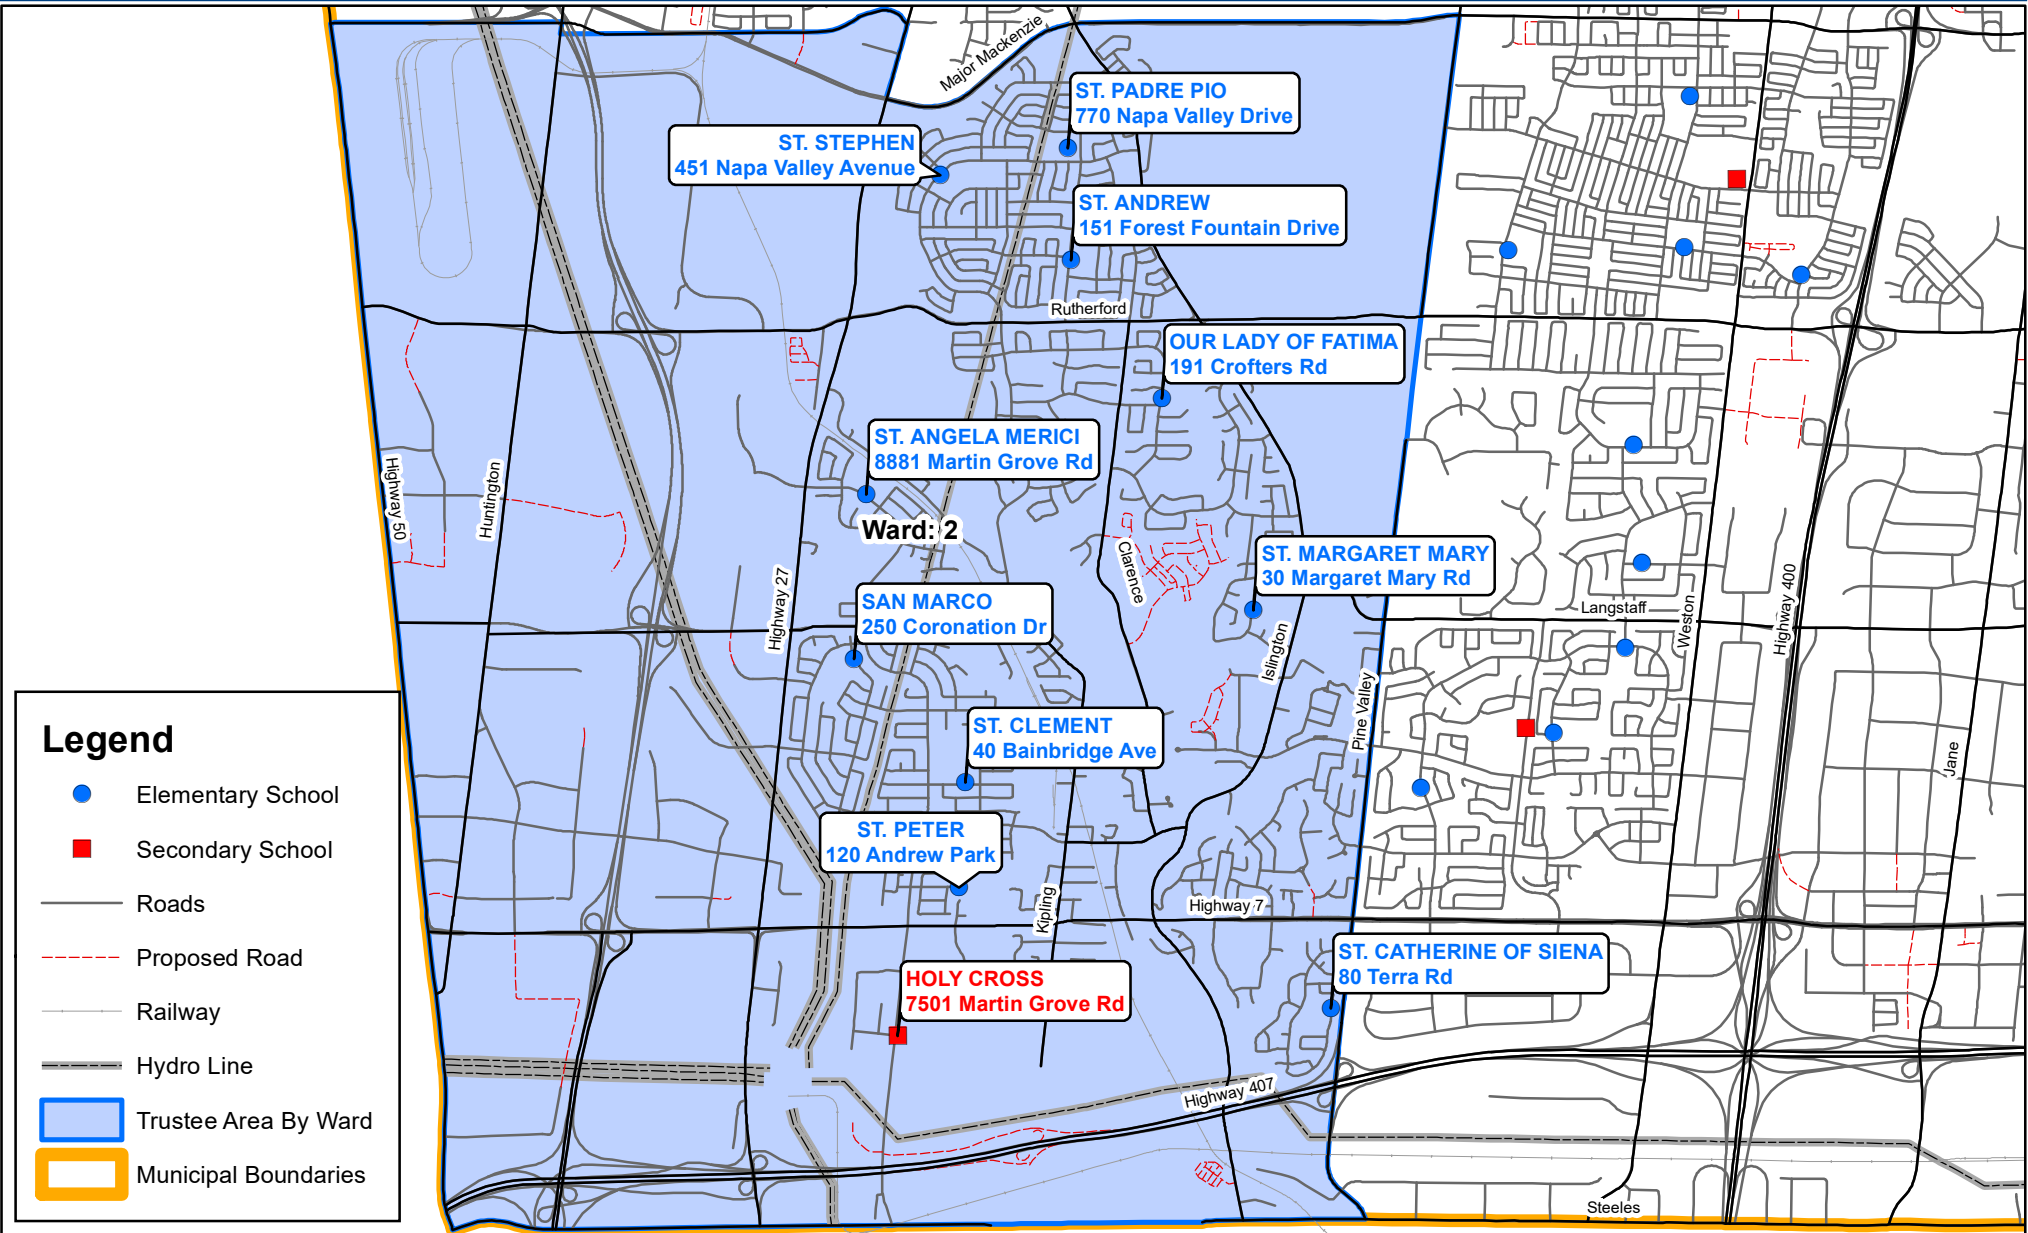 Major Mackenzie
ST. PADRE PIO
770 Napa Valley Drive
ST. STEPHEN
451 Napa Valley Avenue
ST. ANDREW
151 Forest Fountain Drive
Rutherford
OUR LADY OF FATIMA
191 Crofters Rd
ST. ANGELA MERICI
8881 Martin Grove Rd
Highway 50
Huntington
Ward: 2
Clarence
ST. MARGARET MARY
30 Margaret Mary Rd
Highway 27
SAN MARCO
250 Coronation Dr
Langstaff
Weston
Highway 400
Islington
Pine Valley
ST. CLEMENT
40 Bainbridge Ave
Jane
ST. PETER
120 Andrew Park
Kipling
Highway 7
ST. CATHERINE OF SIENA
80 Terra Rd
HOLY CROSS
7501 Martin Grove Rd
Highway 407
Steeles
Legend
Elementary School
Secondary School
Roads
Proposed Road
Railway
Hydro Line
Trustee Area By Ward
Municipal Boundaries